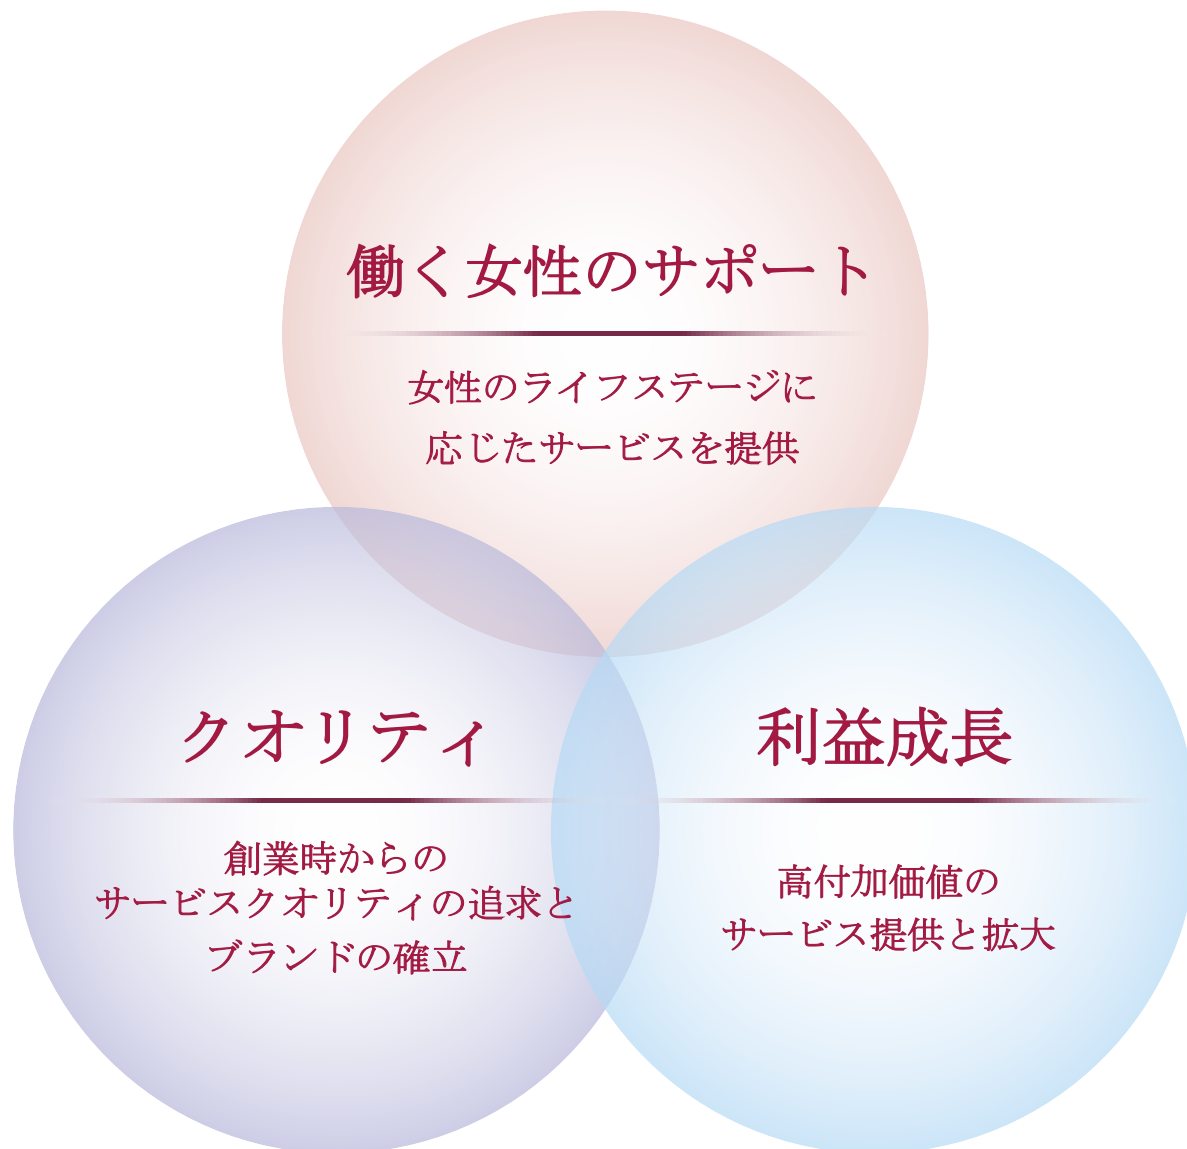 働く女性のサポート
女性のライフステージに
応じたサービスを提供
クオリティ
創業時からの
サービスクオリティの追求と
ブランドの確立
利益成長
高付加価値の
サービス提供と拡大